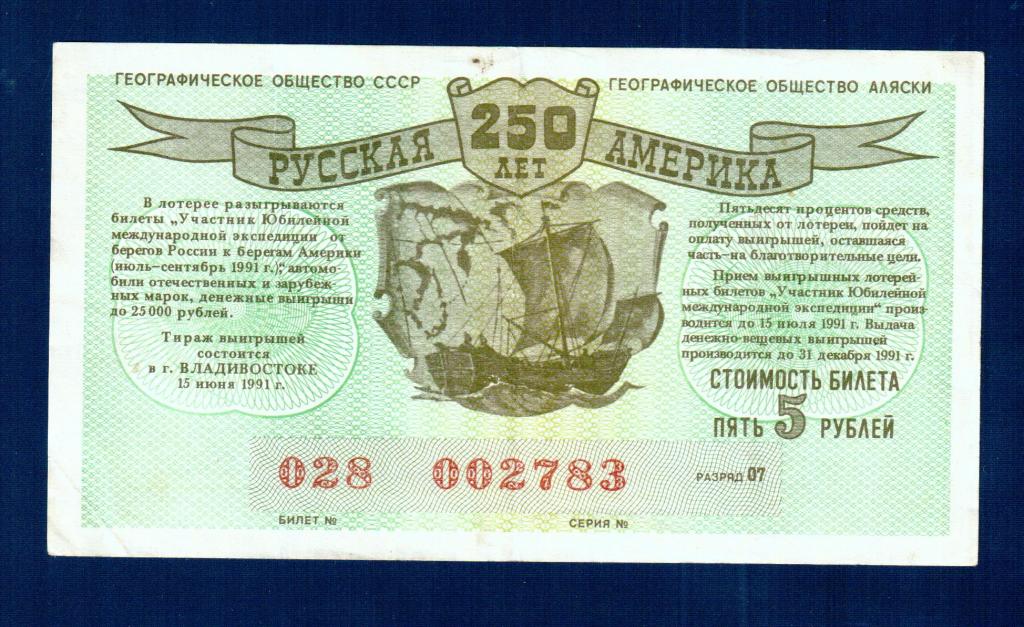 ГЕОГРАФИЧЕСКОЕ ОБЩЕСТВО СССР
ГЕОГРАФИЧЕСКОЕ ОБЩЕСТВО АЛЯСКИ
РУССКАЯ 250 ЛЕТ АМЕРИКА
В лотерее разыгрываются
билеты „Участник Юбилейной
международной экспедиции от
берегов России к берегам Америки
(июль-сентябрь 1991 г.)“, автомо-
били отечественных и зарубеж-
ных марок, денежные выигрыши
до 25000 рублей.
Тираж выигрышей
состоится
в г. ВЛАДИВОСТОКЕ
15 июня 1991 г.
Пятьдесят процентов средств,
полученных от лотереи, пойдет на
оплату выигрышей, оставшаяся
часть-на благотворительные цели.
Прием выигрышных лотерей-
ных билетов „Участник Юбилейной
международной экспедиции“ произ-
водится до 15 июля 1991 г. Выдача
денежно-вещевых выигрышей
производится до 31 декабря 1991 г.
СТОИМОСТЬ БИЛЕТА
ПЯТЬ 5 РУБЛЕЙ
028 002783 РАЗРЯД 07
БИЛЕТ № СЕРИЯ №